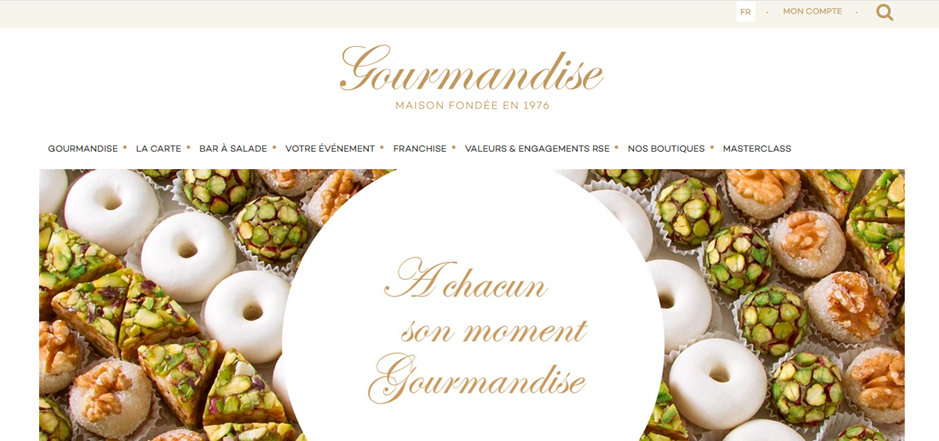 FR · MON COMPTE ·
Gourmandise
MAISON FONDÉE EN 1976
GOURMANDISE • LA CARTE • BAR À SALADE • VOTRE ÉVÉNEMENT • FRANCHISE • VALEURS & ENGAGEMENTS RSE • NOS BOUTIQUES • MASTERCLASS
A chacun
son moment
Gourmandise